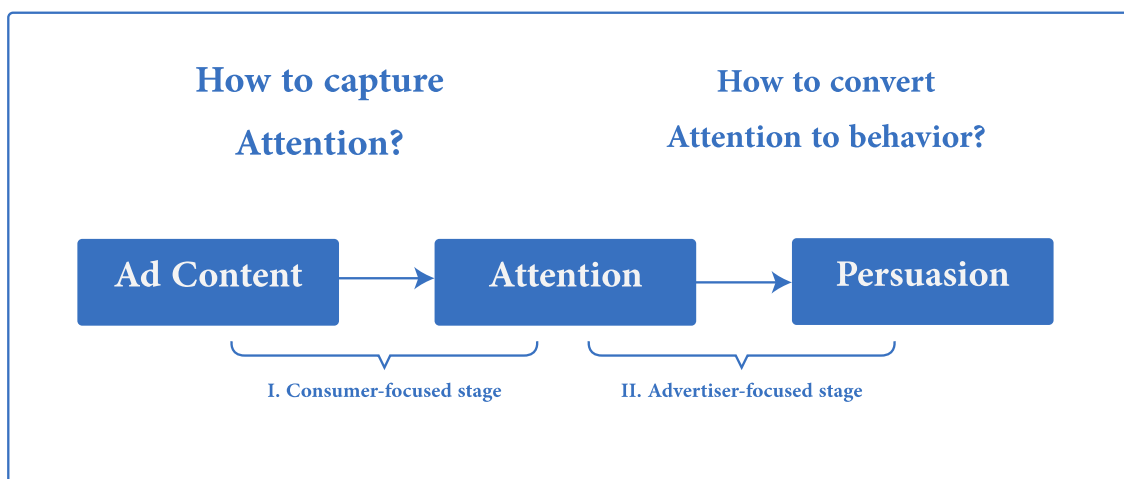 How to capture
Attention?
How to convert
Attention to behavior?
Ad Content
Attention
Persuasion
I. Consumer-focused stage
II. Advertiser-focused stage